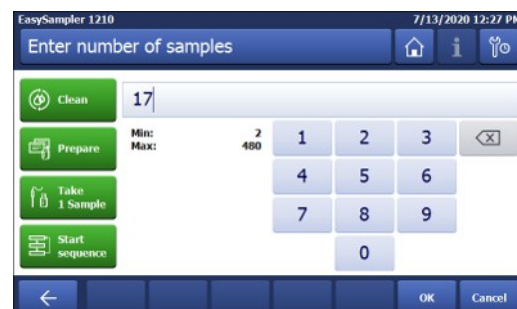 EasySampler 1210
7/13/2020 12:27 PM
Enter number of samples
Clean
17
Min: 2
Max: 480
1 2 3
Prepare
4 5 6
Take
1 Sample
7 8 9
Start
sequence
0
OK
Cancel